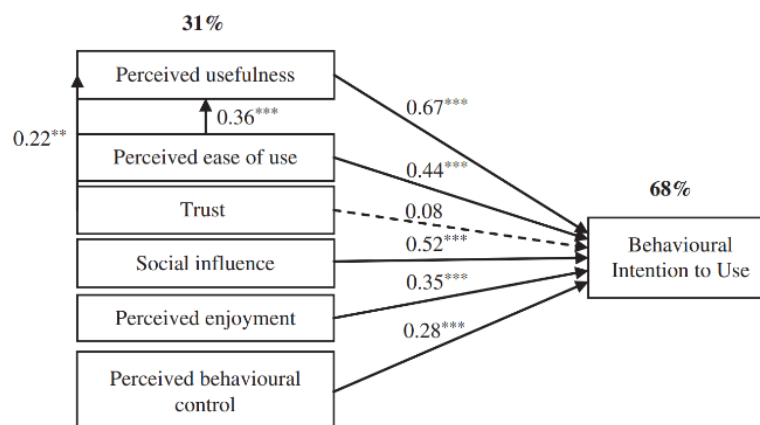 31%
Perceived usefulness
0.67***
0.36***
0.22**
Perceived ease of use
0.44***
68%
Trust
0.08
0.52***
Social influence
Behavioural
Intention to Use
0.35***
Perceived enjoyment
0.28***
Perceived behavioural
control